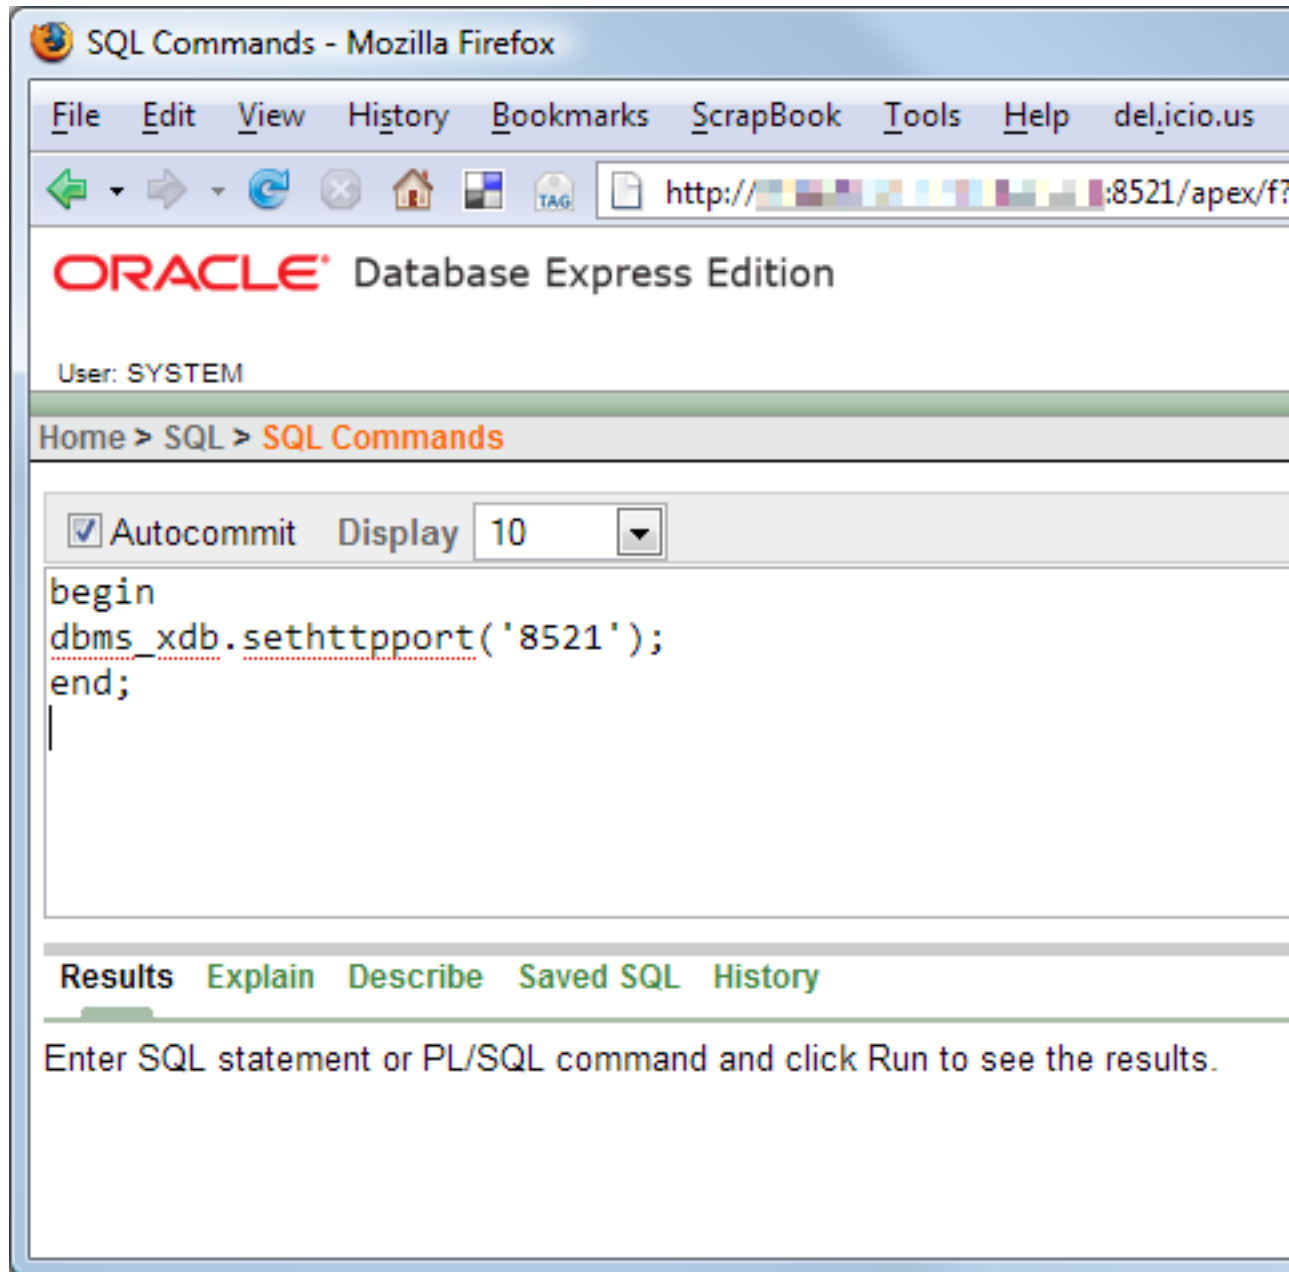 SQL Commands - Mozilla Firefox
File Edit View History Bookmarks ScrapBook Tools Help del.icio.us
TAG http:// :8521/apex/f?
ORACLE Database Express Edition
User: SYSTEM
Home > SQL > SQL Commands
Autocommit Display 10
begin
dbms_xdb.sethttpport('8521');
end;
Results Explain Describe Saved SQL History
Enter SQL statement or PL/SQL command and click Run to see the results.